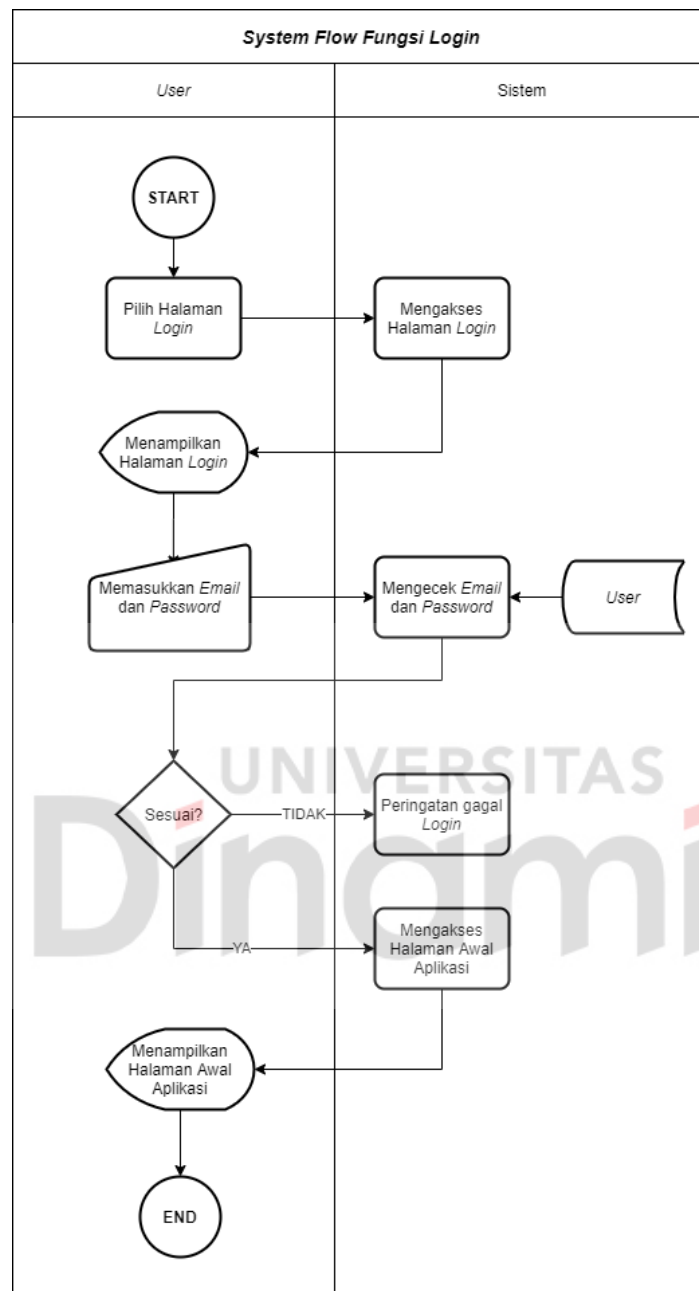 System Flow Fungsi Login
User
Sistem
START
Pilih Halaman
Login
Mengakses
Halaman Login
Menampilkan
Halaman Login
Memasukkan Email
dan Password
Mengecek Email
dan Password
User
UNIVERSITAS
Dinami
Sesuai?
TIDAK
Peringatan gagal
Login
YA
Mengakses
Halaman Awal
Aplikasi
Menampilkan
Halaman Awal
Aplikasi
END